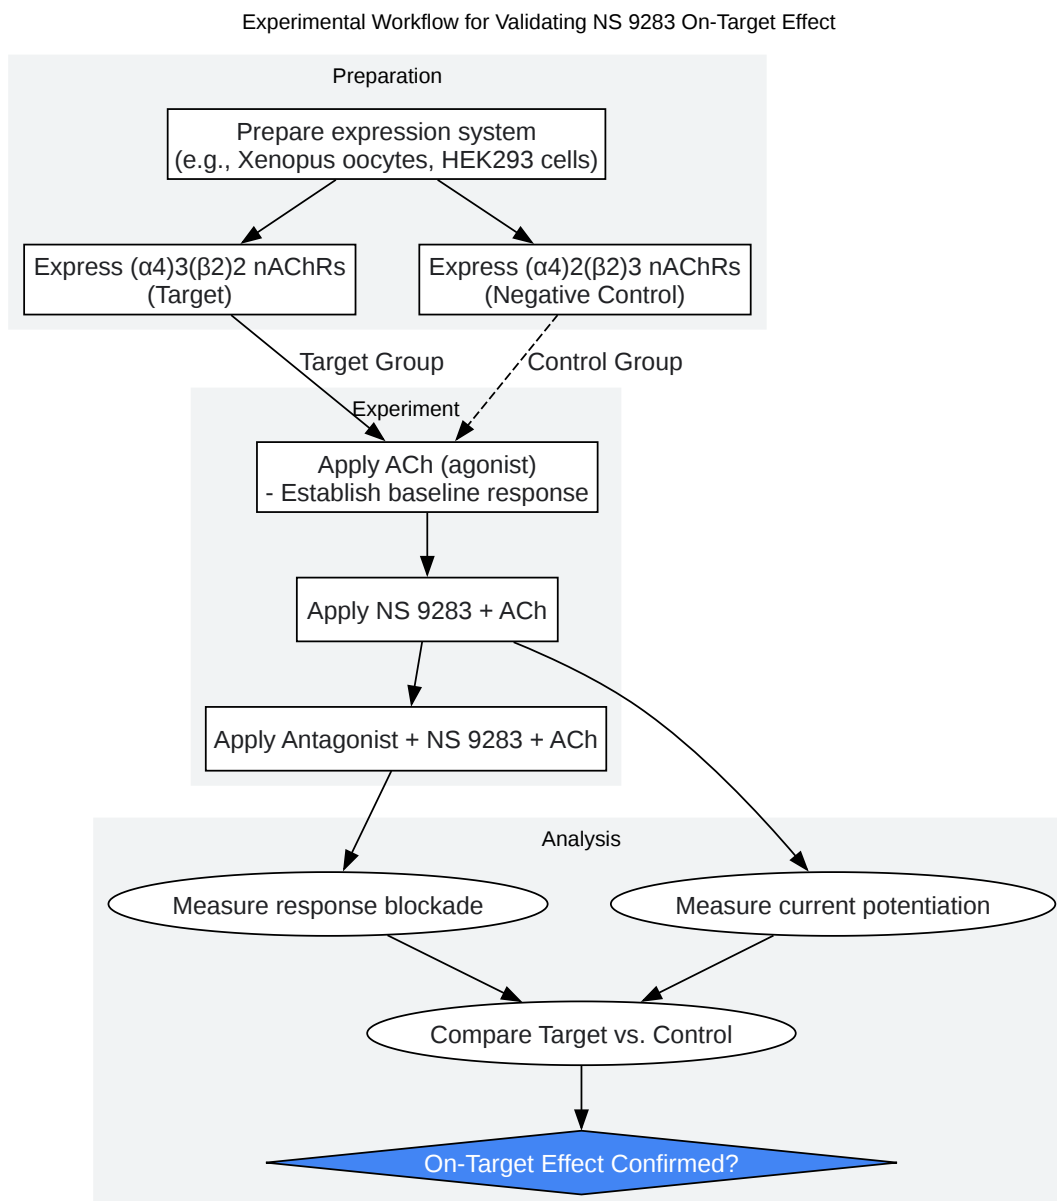 Experimental Workflow for Validating NS 9283 On-Target Effect
Preparation
Prepare expression system
(e.g., Xenopus oocytes, HEK293 cells)
Express (α4)3(β2)2 nAChRs
(Target)
Express (α4)2(β2)3 nAChRs
(Negative Control)
Target Group
Control Group
Experiment
Apply ACh (agonist)
- Establish baseline response
Apply NS 9283 + ACh
Apply Antagonist + NS 9283 + ACh
Analysis
Measure response blockade
Measure current potentiation
Compare Target vs. Control
On-Target Effect Confirmed?